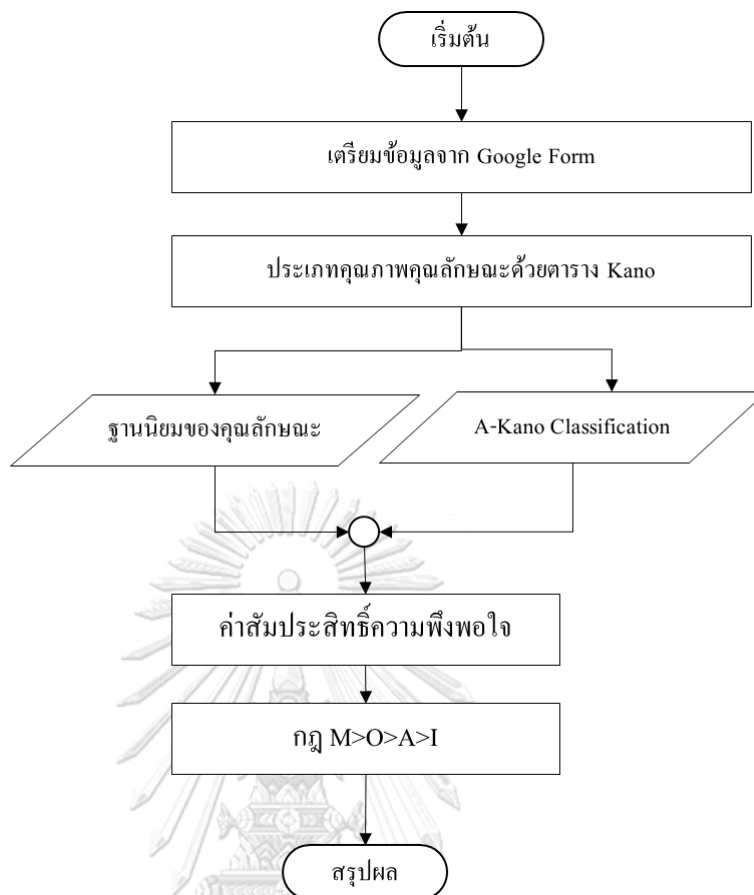 เริ่มต้น
เตรียมข้อมูลจาก Google Form
ประเภทคุณภาพคุณลักษณะด้วยตาราง Kano
ฐานนิยมของคุณลักษณะ
A-Kano Classification
ค่าสัมประสิทธิ์ความพึงพอใจ
กฎ M>O>A>I
สรุปผล